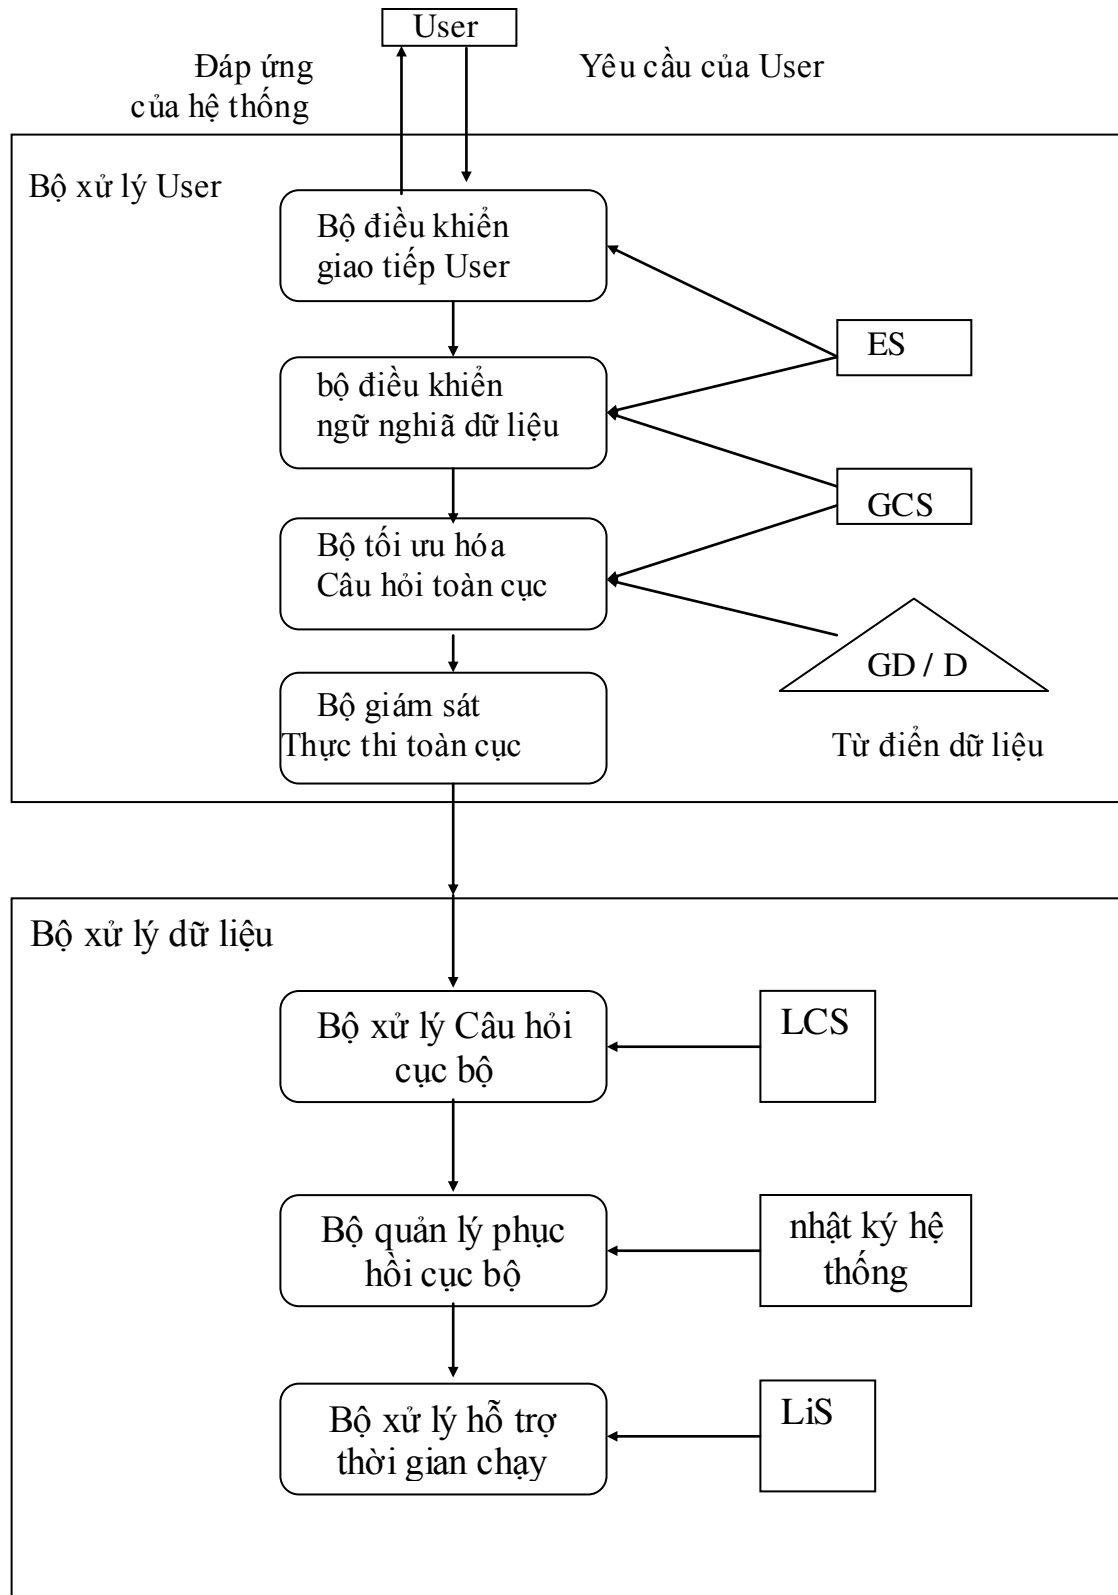 User
Đáp ứng
của hệ thống
Yêu cầu của User
Bộ xử lý User
Bộ điều khiển
giao tiếp User
ES
bộ điều khiển
ngữ nghiã dữ liệu
GCS
Bộ tối ưu hóa
Câu hỏi toàn cục
GD / D
Bộ giám sát
Thực thi toàn cục
Từ điển dữ liệu
Bộ xử lý dữ liệu
Bộ xử lý Câu hỏi
cục bộ
LCS
Bộ quản lý phục
hồi cục bộ
nhật ký hệ
thống
Bộ xử lý hỗ trợ
thời gian chạy
LiS